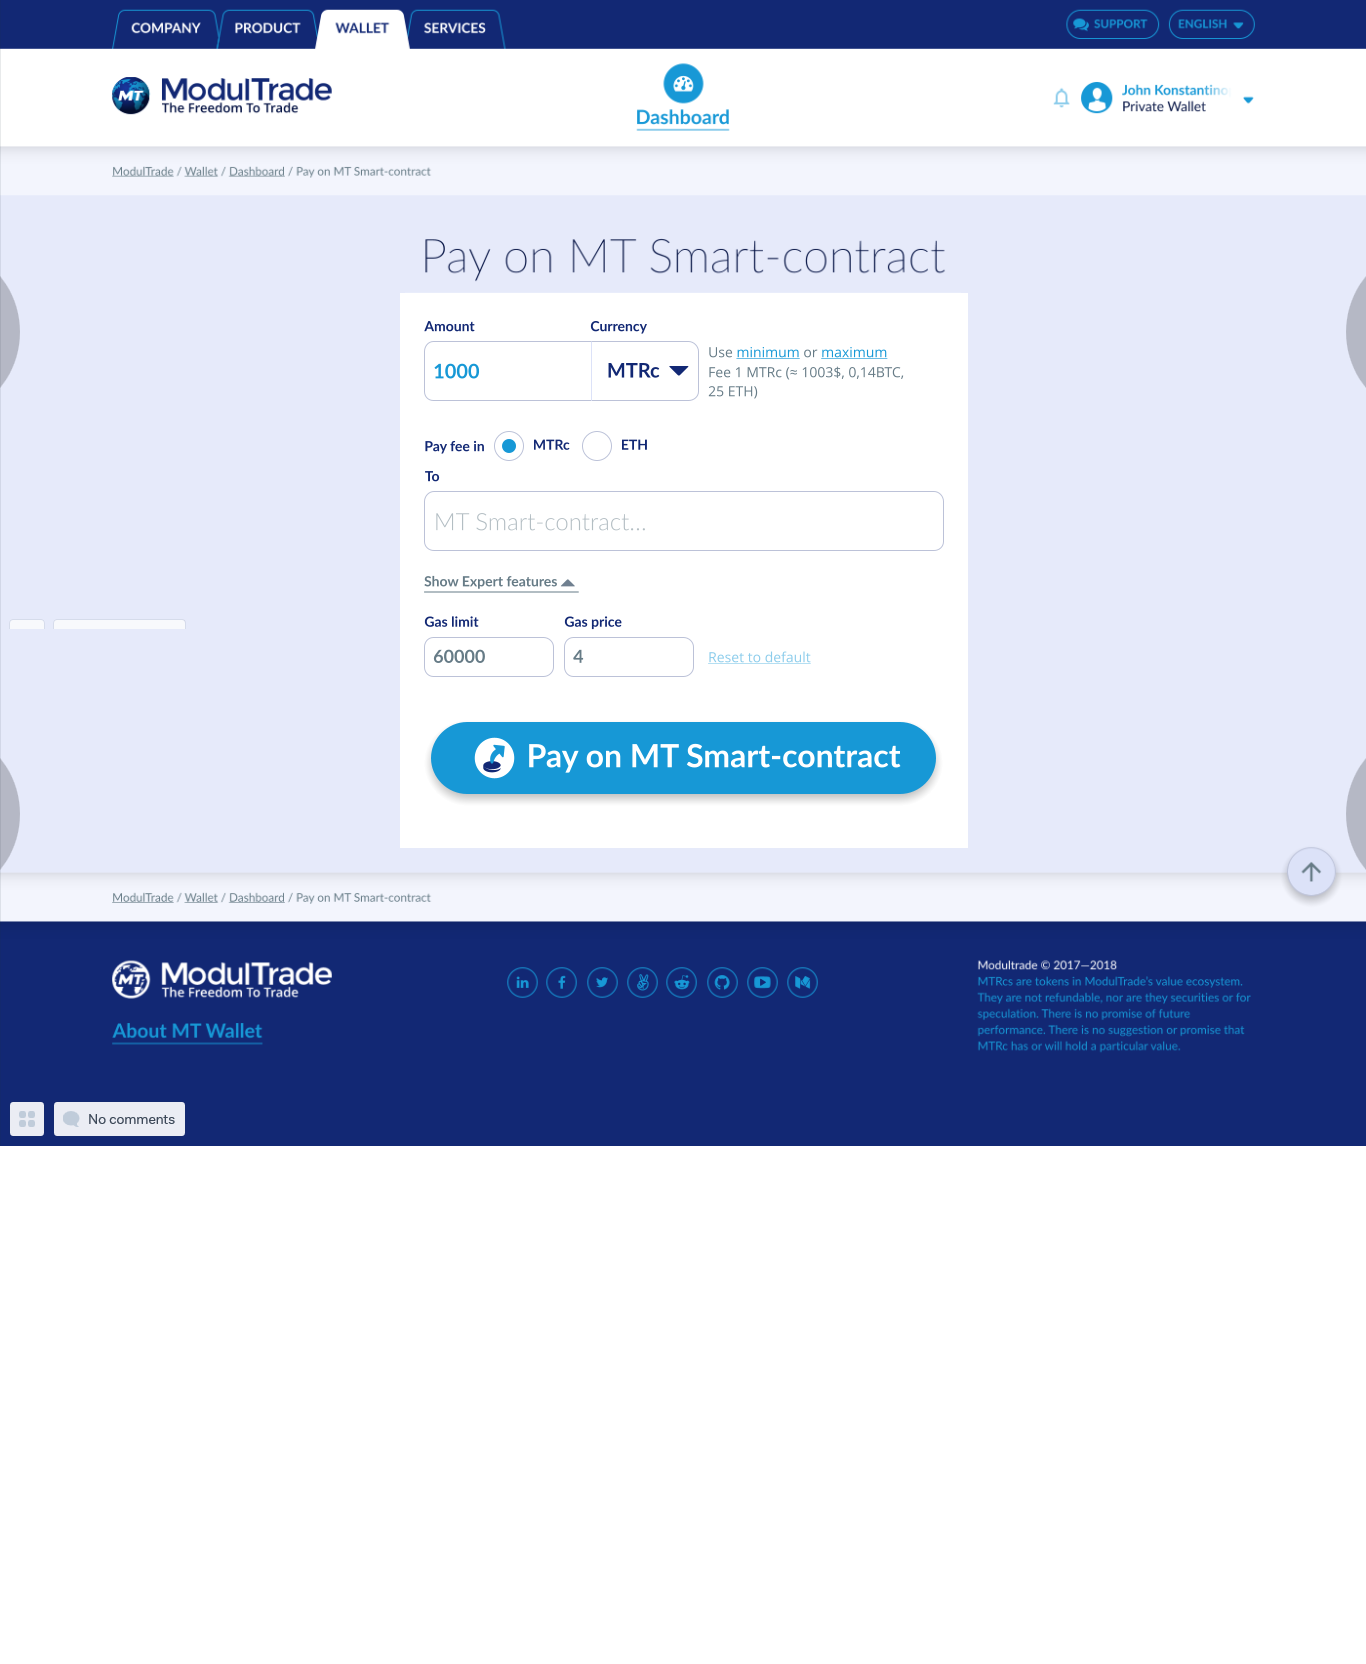 COMPANY PRODUCT WALLET SERVICES SUPPORT ENGLISH
MT ModulTrade
The Freedom To Trade
Dashboard
John Konstantino
Private Wallet
ModulTrade / Wallet / Dashboard / Pay on MT Smart-contract
Pay on MT Smart-contract
Amount Currency
1000 MTRc
Use minimum or maximum
Fee 1 MTRc (≈ 1003$, 0,14BTC,
25 ETH)
Pay fee in MTRc ETH
To
MT Smart-contract...
Show Expert features
Gas limit Gas price
60000 4 Reset to default
Pay on MT Smart-contract
ModulTrade / Wallet / Dashboard / Pay on MT Smart-contract
MT ModulTrade
The Freedom To Trade
About MT Wallet
in f
Modultrade © 2017—2018
MTRcs are tokens in ModulTrade's value ecosystem.
They are not refundable, nor are they securities or for
speculation. There is no promise of future
performance. There is no suggestion or promise that
MTRc has or will hold a particular value.
No comments